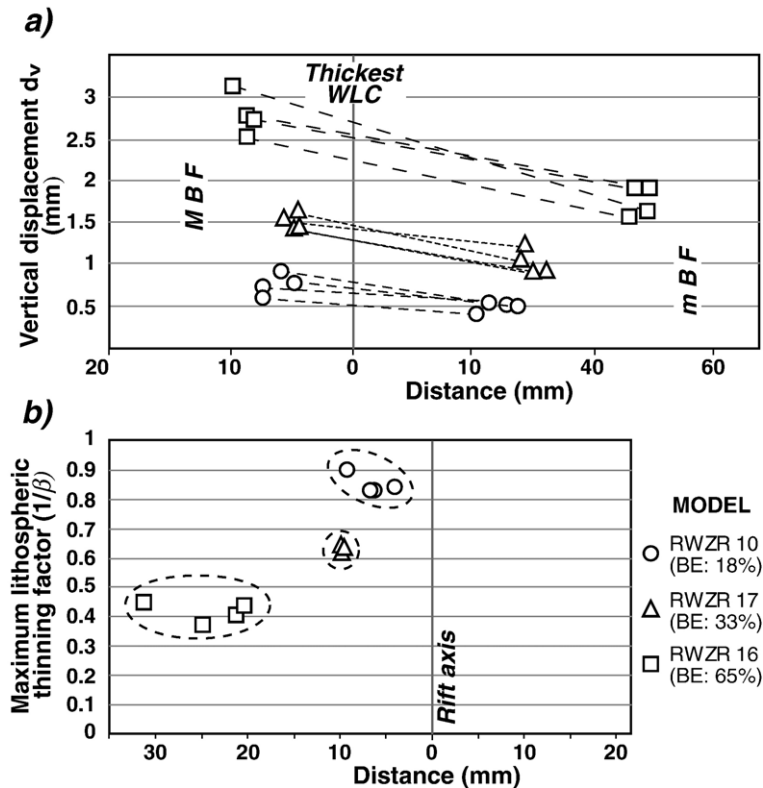 a)
Thickest
WLC
Vertical displacement dv
(mm)
3
2.5
2
1.5
1
0.5
MBF
mBF
20
10
0
10
40
60
Distance (mm)
b)
Maximum lithospheric
thinning factor (1/β)
1
0.9
0.8
0.7
0.6
0.5
0.4
0.3
0.2
0.1
0
Rift axis
30
20
10
0
10
20
Distance (mm)
MODEL
RWZR 10
(BE: 18%)
RWZR 17
(BE: 33%)
RWZR 16
(BE: 65%)